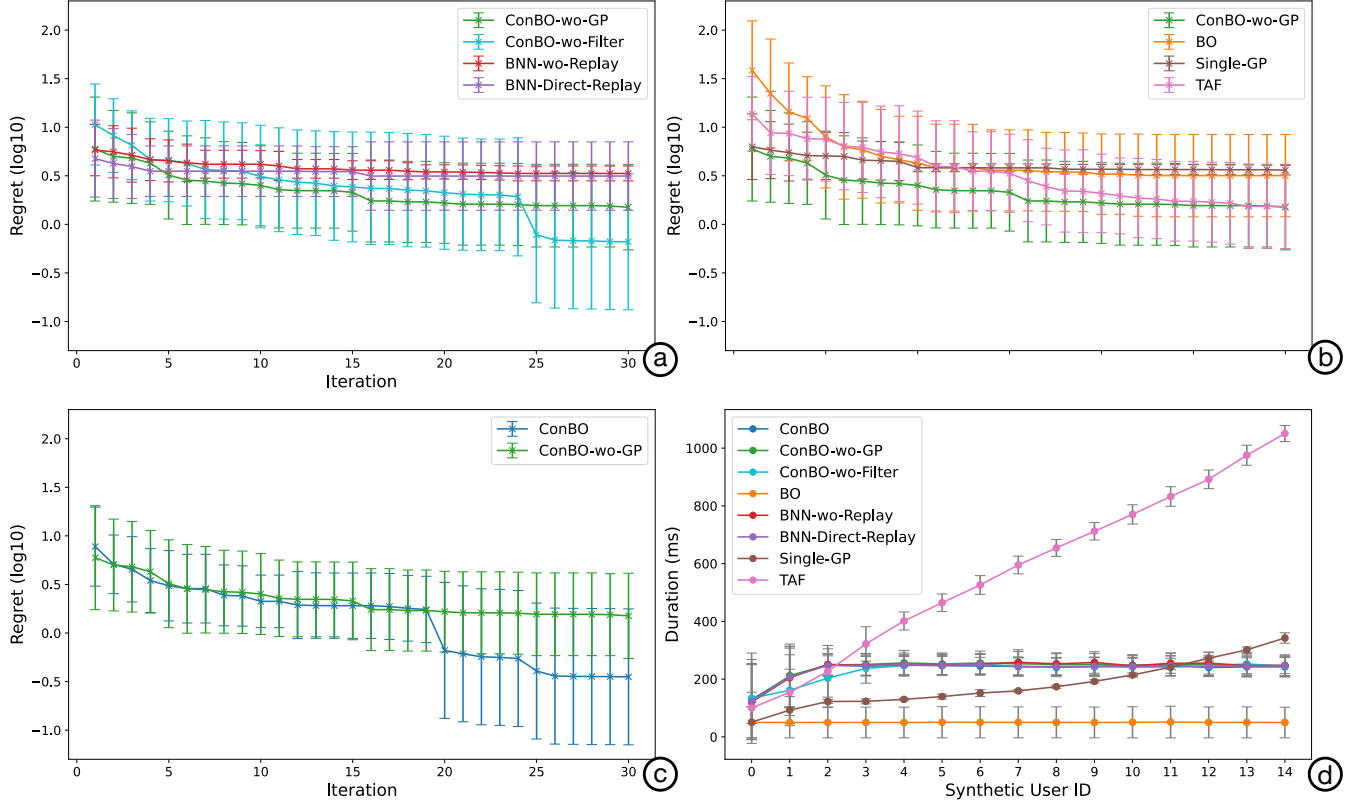 2.0
1.5
1.0
0.5
0.0
−0.5
−1.0
Regret (log10)
ConBO-wo-GP
ConBO-wo-Filter
BNN-wo-Replay
BNN-Direct-Replay
0 5 10 15 20 25 30
Iteration
a
2.0
1.5
1.0
0.5
0.0
−0.5
−1.0
Regret (log10)
ConBO-wo-GP
BO
Single-GP
TAF
b
2.0
1.5
1.0
0.5
0.0
−0.5
−1.0
Regret (log10)
ConBO
ConBO-wo-GP
0 5 10 15 20 25 30
Iteration
c
1000
800
600
400
200
0
Duration (ms)
ConBO
ConBO-wo-GP
ConBO-wo-Filter
BO
BNN-wo-Replay
BNN-Direct-Replay
Single-GP
TAF
0 1 2 3 4 5 6 7 8 9 10 11 12 13 14
Synthetic User ID
d